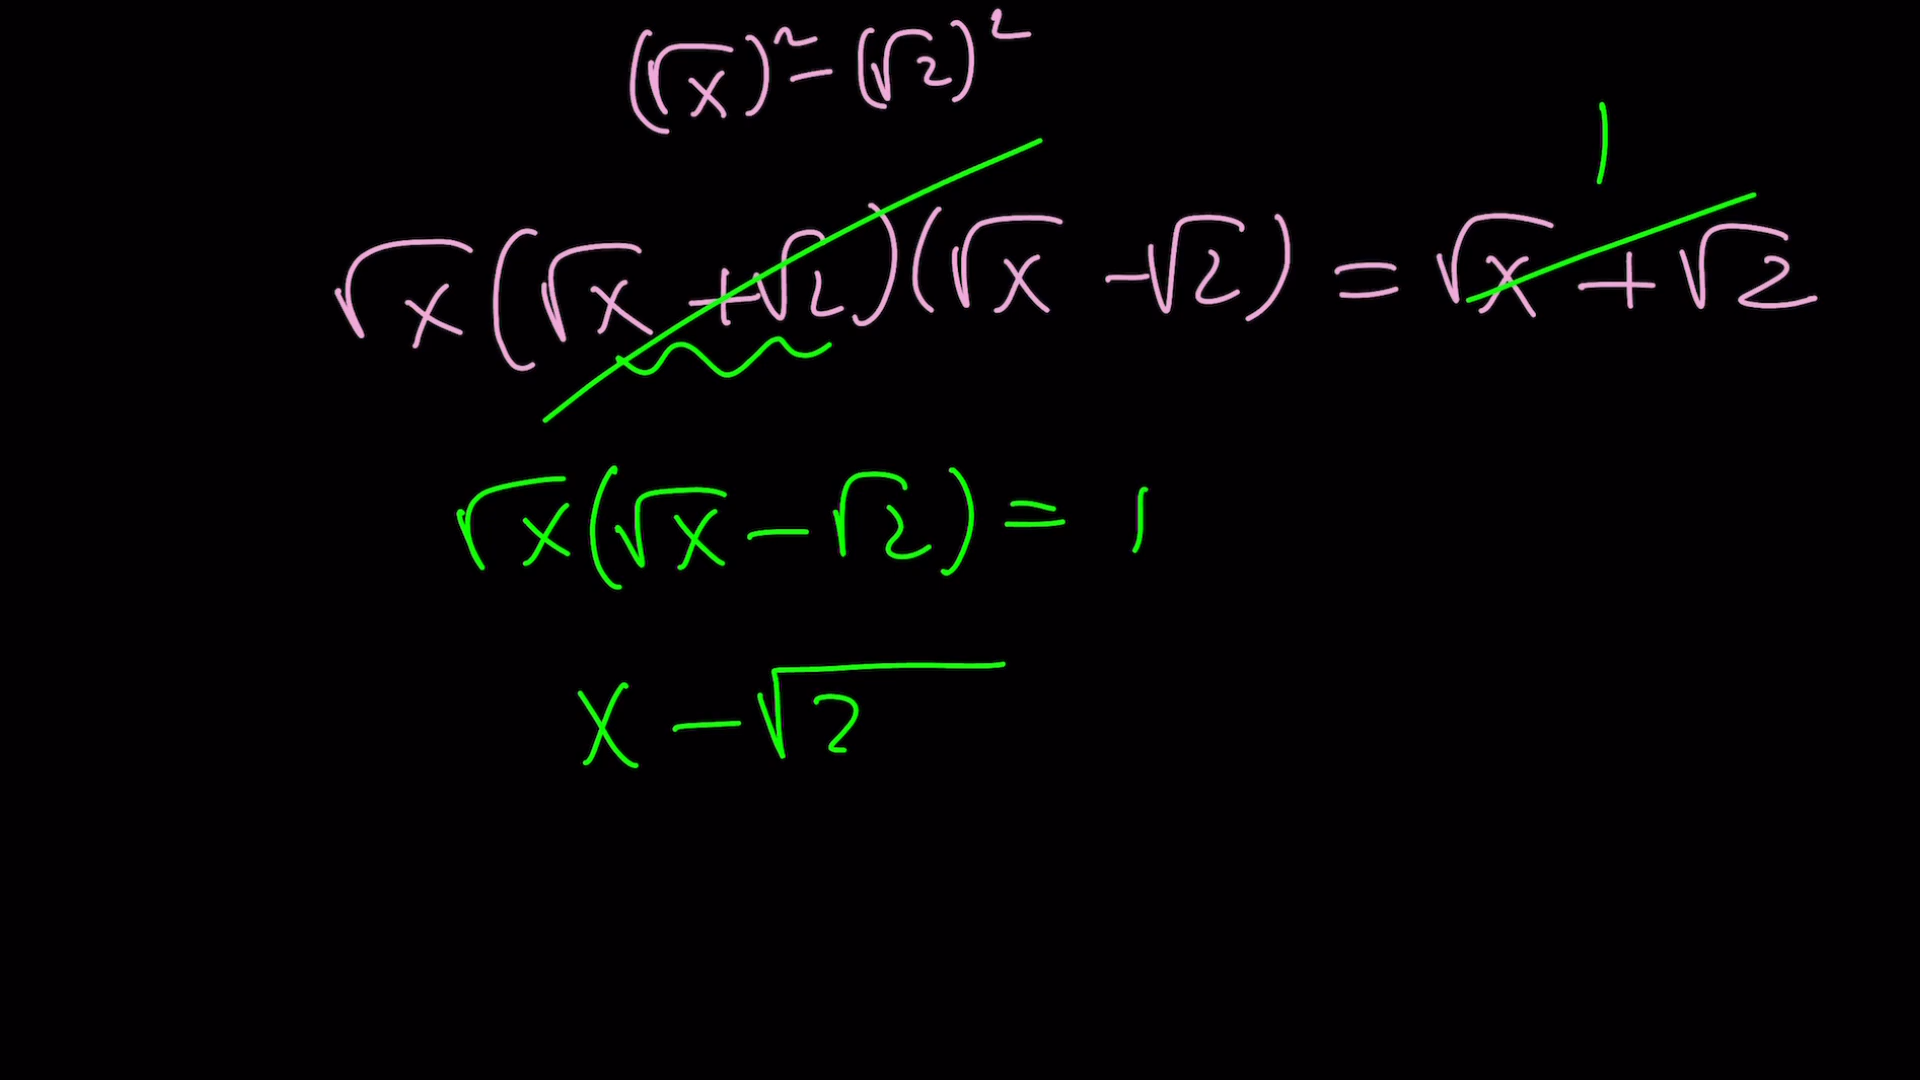 (√x)² - (√2)²
1
√x(√x + √2)(√x - √2) = √x + √2
√x(√x - √2) = 1
x - √2